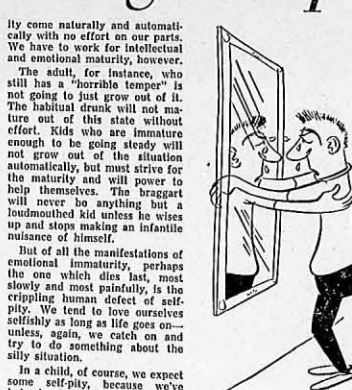 ity come naturally and automati-
cally with no effort on our parts.
We have to work for intellectual
and emotional maturity, however.
The adult, for instance, who
still has a "horrible temper" is
not going to just grow out of it.
The habitual drunk will not ma-
ture out of this state without
effort. Kids who are immature
enough to be going steady will
not grow out of the situation
automatically, but must strive for
the maturity and will power to
help themselves. The braggart
will never be anything but a
loudmouthed kid unless he wises
up and stops making an infantile
nuisance of himself.
But of all the manifestations of
emotional immaturity, perhaps
the one which dies last, most
slowly and most painfully, is the
crippling human defect of self-
pity. We tend to love ourselves
selfishly as long as life goes on—
unless, again, we catch on and
try to do something about the
silly situation.
In a child, of course, we expect
some self-pity, because we've